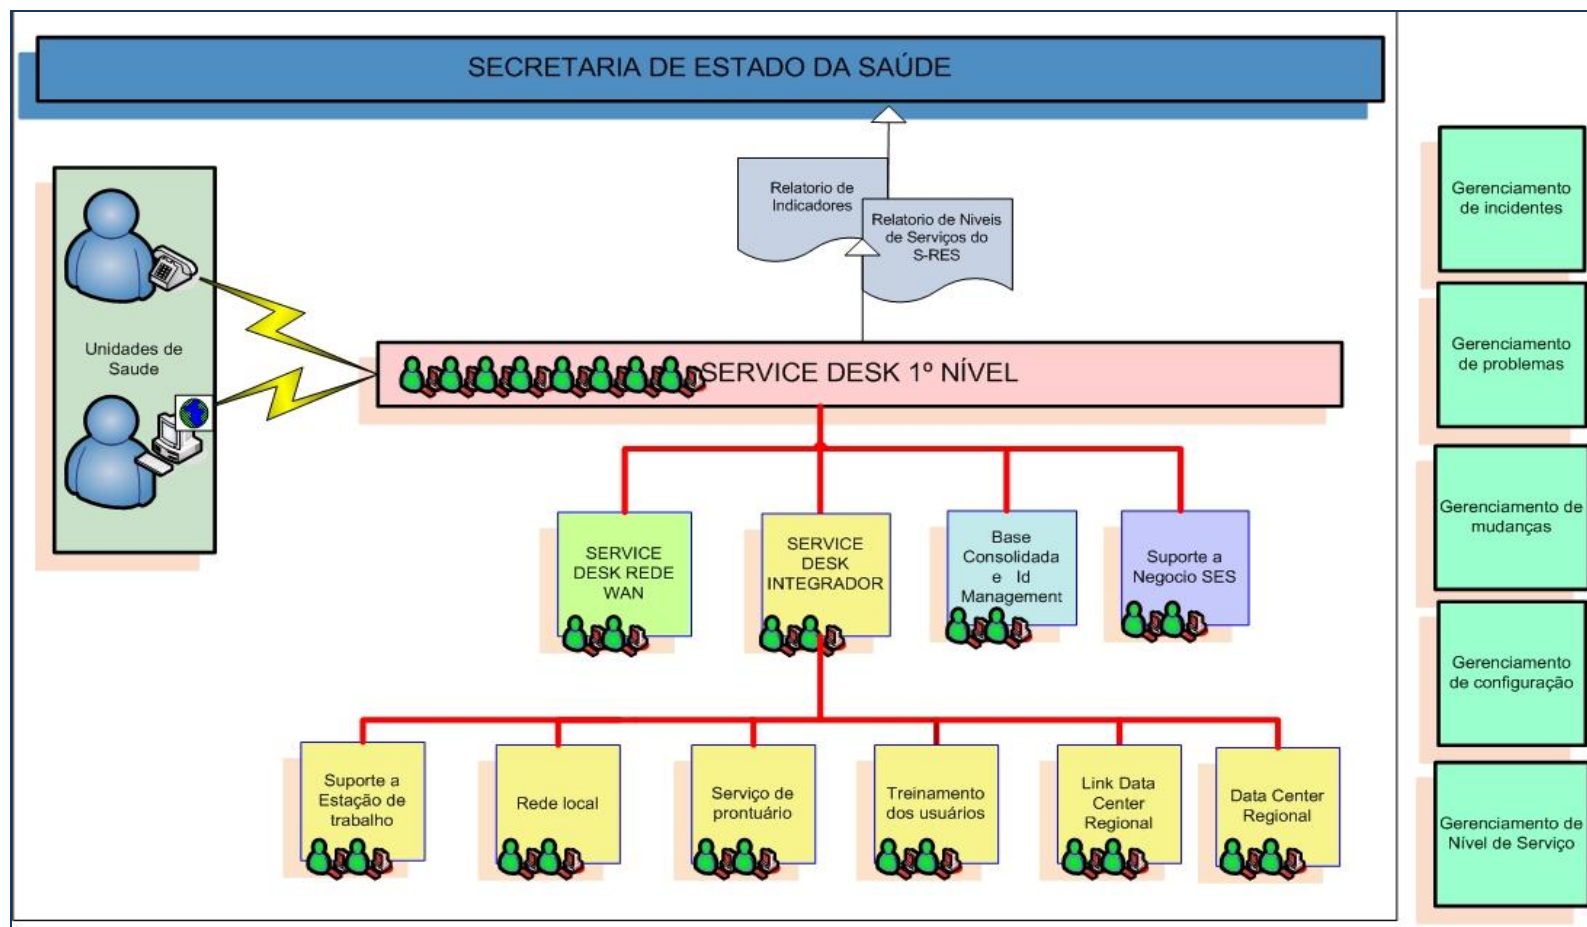 SECRETARIA DE ESTADO DA SAÚDE
Relatorio de
Indicadores
Relatorio de Niveis
de Serviços do
S-RES
Unidades de
Saude
SERVICE DESK 1º NÍVEL
SERVICE
DESK REDE
WAN
SERVICE
DESK
INTEGRADOR
Base
Consolidada
e Id
Management
Suporte a
Negocio SES
Suporte a
Estação de
trabalho
Rede local
Serviço de
prontuário
Treinamento
dos usuários
Link Data
Center
Regional
Data Center
Regional
Gerenciamento
de incidentes
Gerenciamento
de problemas
Gerenciamento de
mudanças
Gerenciamento
de configuração
Gerenciamento de
Nível de Serviço